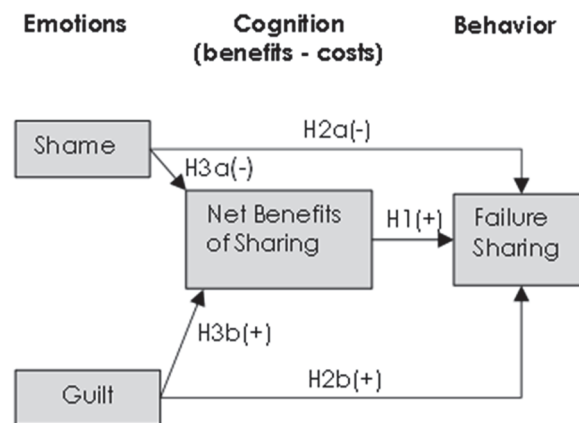 Emotions
Cognition
(benefits - costs)
Behavior
H2a(-)
Shame
H3a(-)
Net Benefits
of Sharing
H1(+)
Failure
Sharing
H3b(+)
H2b(+)
Guilt